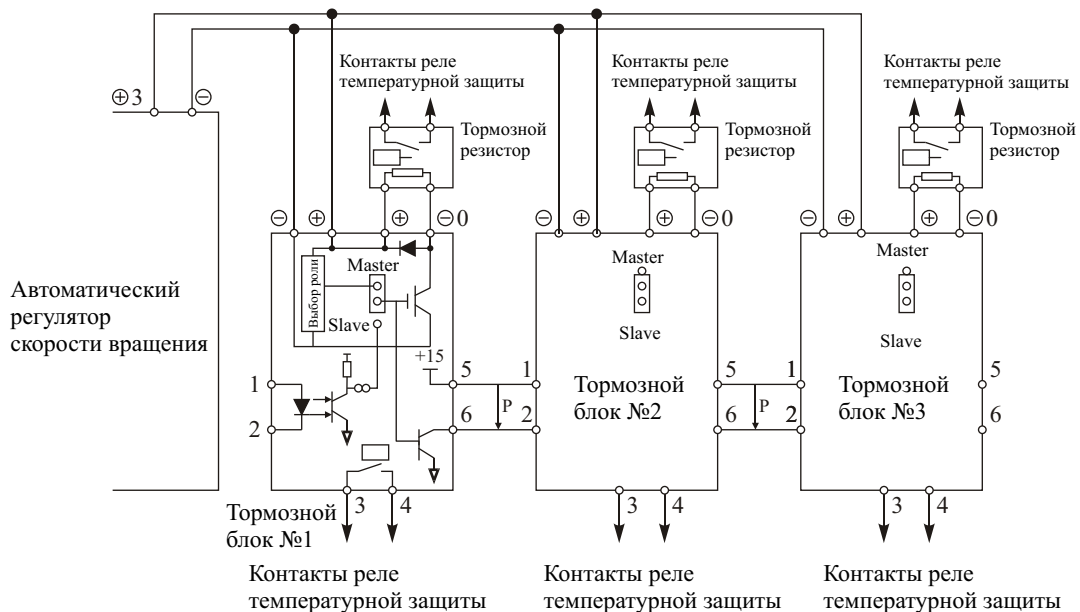 Контакты реле
температурной защиты
Контакты реле
температурной защиты
Контакты реле
температурной защиты
⊕3
⊖
Тормозной
резистор
Тормозной
резистор
Тормозной
резистор
⊖ ⊕ ⊕ ⊖0
⊖ ⊕ ⊕ ⊖0
⊖ ⊕ ⊕ ⊖0
Автоматический
регулятор
скорости вращения
Выбор роли
Master
Slave
+15
1
2
5
6
3
4
P
Тормозной
блок №1
Master
Slave
1
2
Тормозной
блок №2
5
6
3
4
P
Master
Slave
1
2
Тормозной
блок №3
5
6
3
4
Контакты реле
температурной защиты
Контакты реле
температурной защиты
Контакты реле
температурной защиты